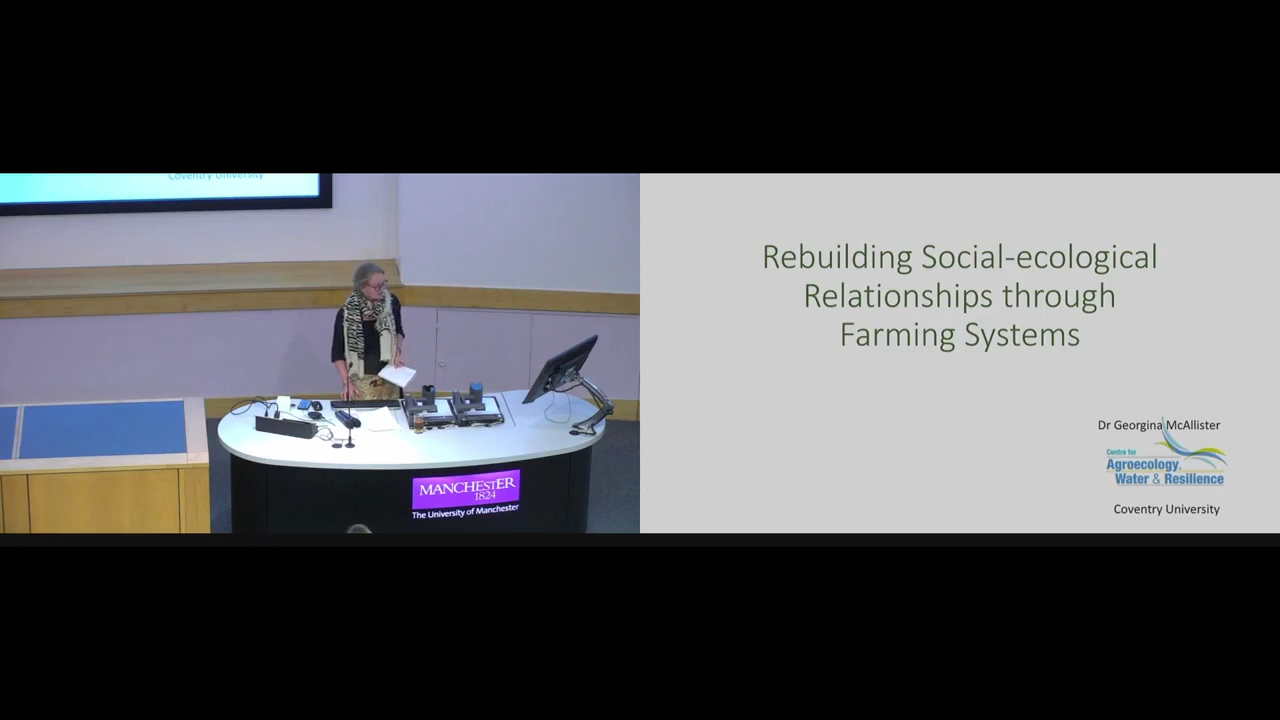 Coventry University
MANCHESTER
1824
The University of Manchester
Rebuilding Social-ecological
Relationships through
Farming Systems
Dr Georgina McAllister
Centre for
Agroecology,
Water & Resilience
Coventry University